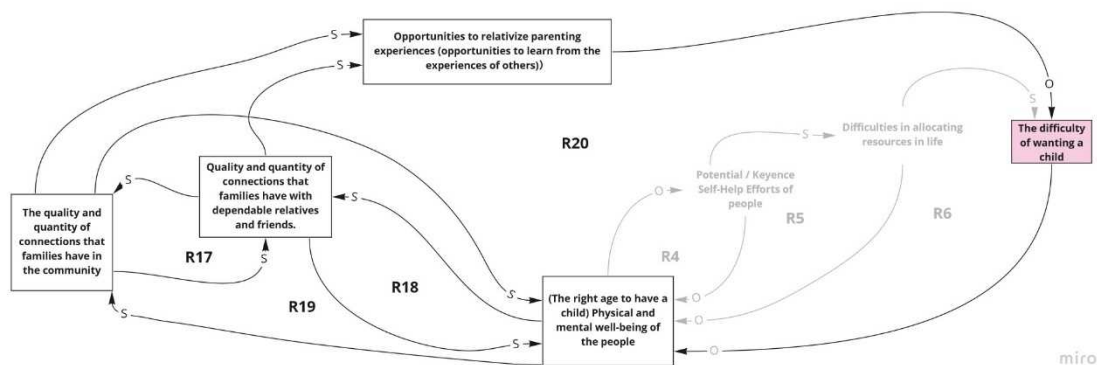 Opportunities to relativize parenting
experiences (opportunities to learn from the
experiences of others))
S
S
O
S
The difficulty
of wanting a
child
Difficulties in allocating
resources in life
S
R20
Potential / Keyence
Self-Help Efforts of
people
O
R5
R6
Quality and quantity of
connections that
families have with
dependable relatives
and friends.
S
S
The quality and
quantity of
connections that
families have in
the community
R17
S
R4
R18
R19
(The right age to have a
child) Physical and
mental well-being of
the people
S
O
O
S
O
S
miro